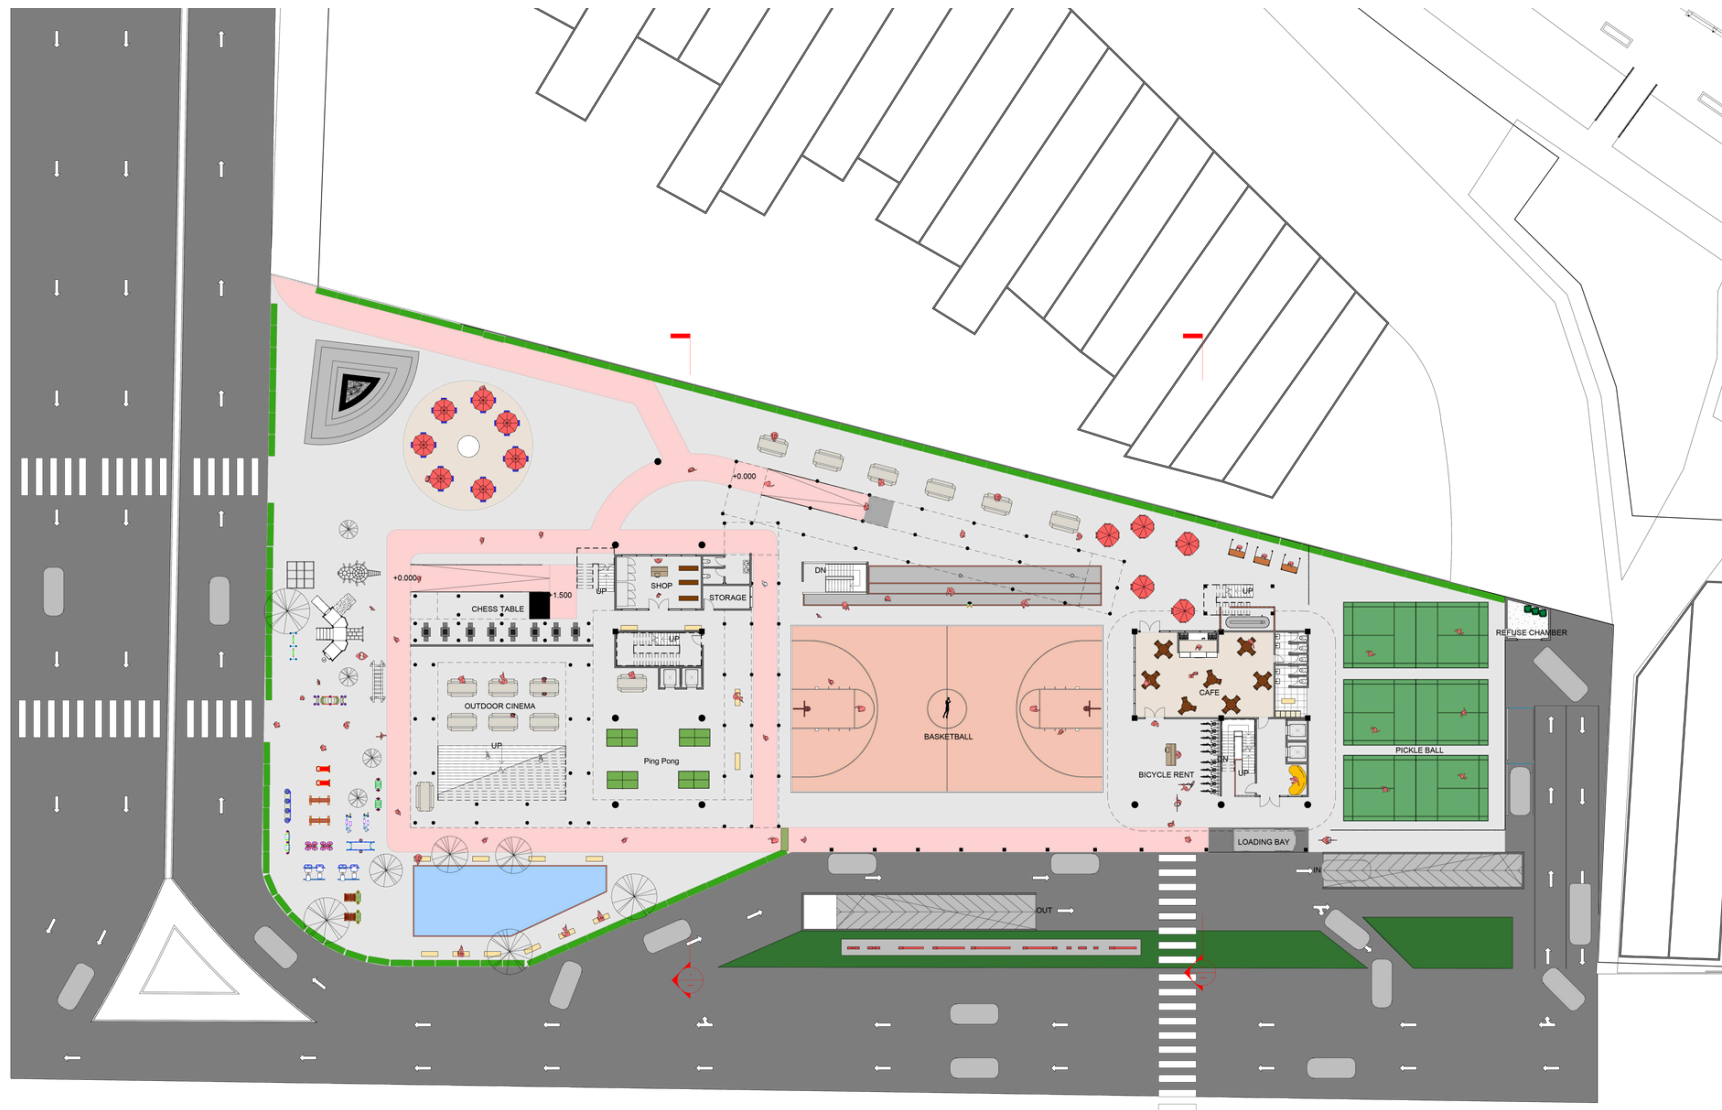 +0.000
DN
SHOP
+0.000
+1.500
UP
STORAGE
UP
CHESS TABLE
REFUSE CHAMBER
UP
CAFE
OUTDOOR CINEMA
BASKETBALL
UP
PICKLE BALL
Ping Pong
DN
BICYCLE RENT
UP
LOADING BAY
IN
OUT